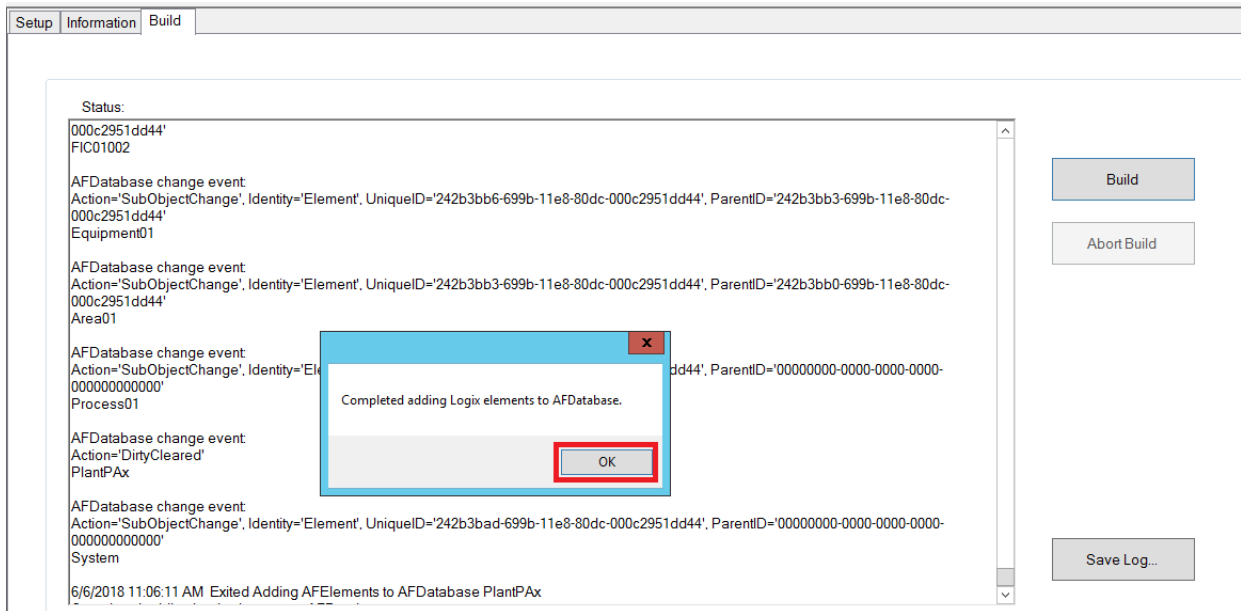 Setup Information Build
Status:
000c2951dd44'
FIC01002
AFDatabase change event:
Action='SubObjectChange', Identity='Element', UniqueID='242b3bb6-699b-11e8-80dc-000c2951dd44', ParentID='242b3bb3-699b-11e8-80dc-
000c2951dd44'
Equipment01
AFDatabase change event:
Action='SubObjectChange', Identity='Element', UniqueID='242b3bb3-699b-11e8-80dc-000c2951dd44', ParentID='242b3bb0-699b-11e8-80dc-
000c2951dd44'
Area01
AFDatabase change event:
Action='SubObjectChange', Identity='Ele dd44', ParentID='00000000-0000-0000-0000-
000000000000'
Process01
AFDatabase change event:
Action='DirtyCleared'
PlantPAx
AFDatabase change event:
Action='SubObjectChange', Identity='Element', UniqueID='242b3bad-699b-11e8-80dc-000c2951dd44', ParentID='00000000-0000-0000-0000-
000000000000'
System
6/6/2018 11:06:11 AM Exited Adding AFElements to AFDatabase PlantPAx
x
Completed adding Logix elements to AFDatabase.
OK
Build
Abort Build
Save Log...